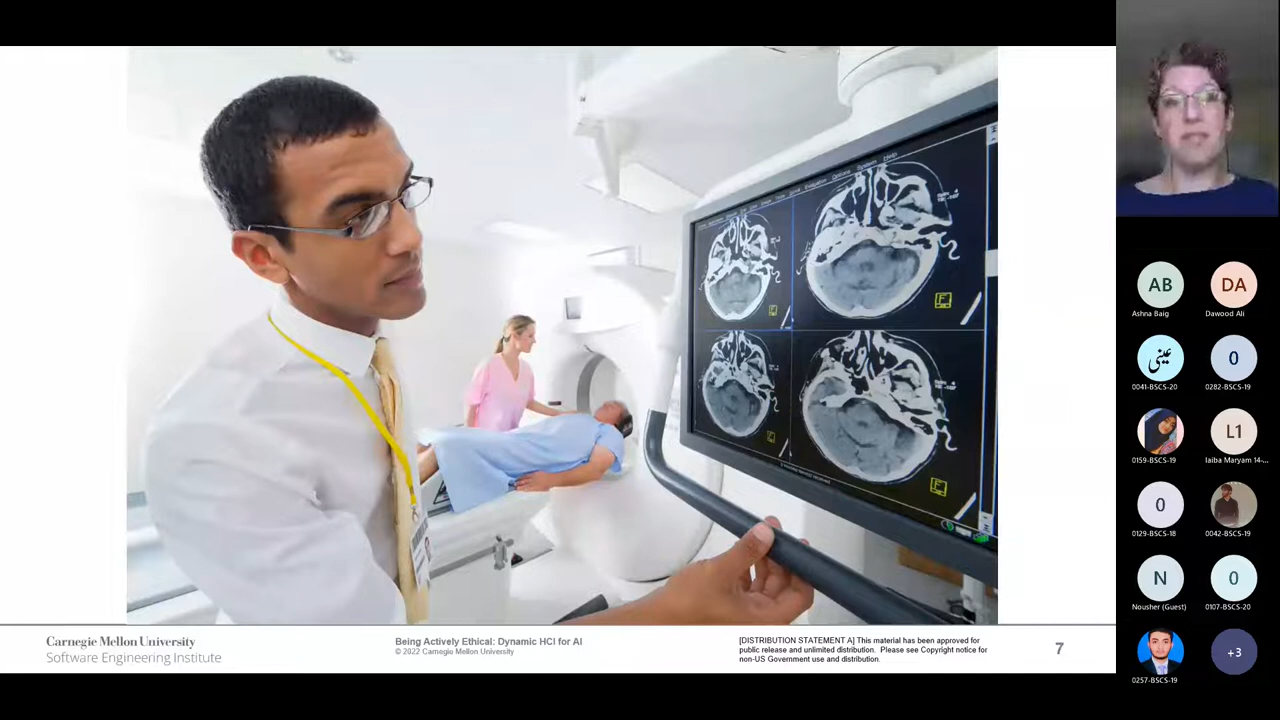 Carnegie Mellon University
Software Engineering Institute
Being Actively Ethical: Dynamic HCI for AI
© 2022 Carnegie Mellon University
[DISTRIBUTION STATEMENT A] This material has been approved for
public release and unlimited distribution. Please see Copyright notice for
non-US Government use and distribution.
7
AB
DA
Ashna Baig
Dawood Ali
عینی
0
0041-BSCS-20
0282-BSCS-19
L1
0159-BSCS-19
laiba Maryam 14-...
0
0129-BSCS-18
0042-BSCS-19
N
0
Nousher (Guest)
0107-BSCS-20
+3
0257-BSCS-19